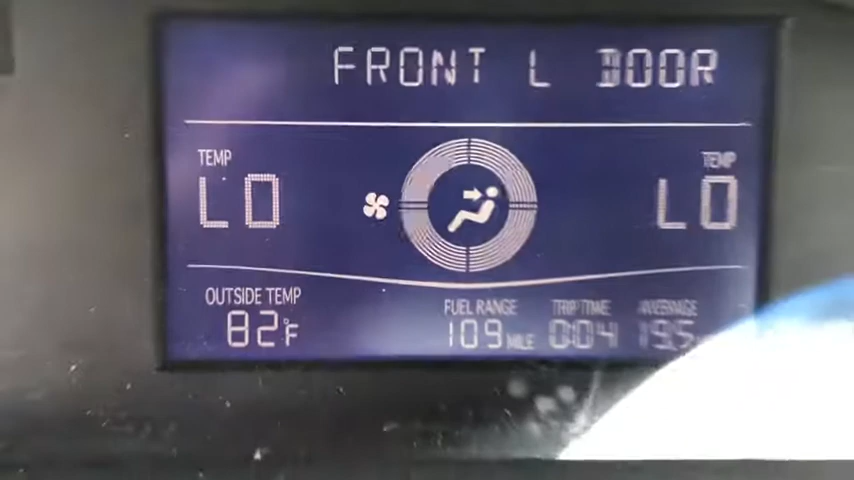 FRONT L DOOR
TEMP
LO
TEMP
LO
OUTSIDE TEMP
82°F
FUEL RANGE
109 MILE
TRIP TIME
0:04
AVERAGE
19.5